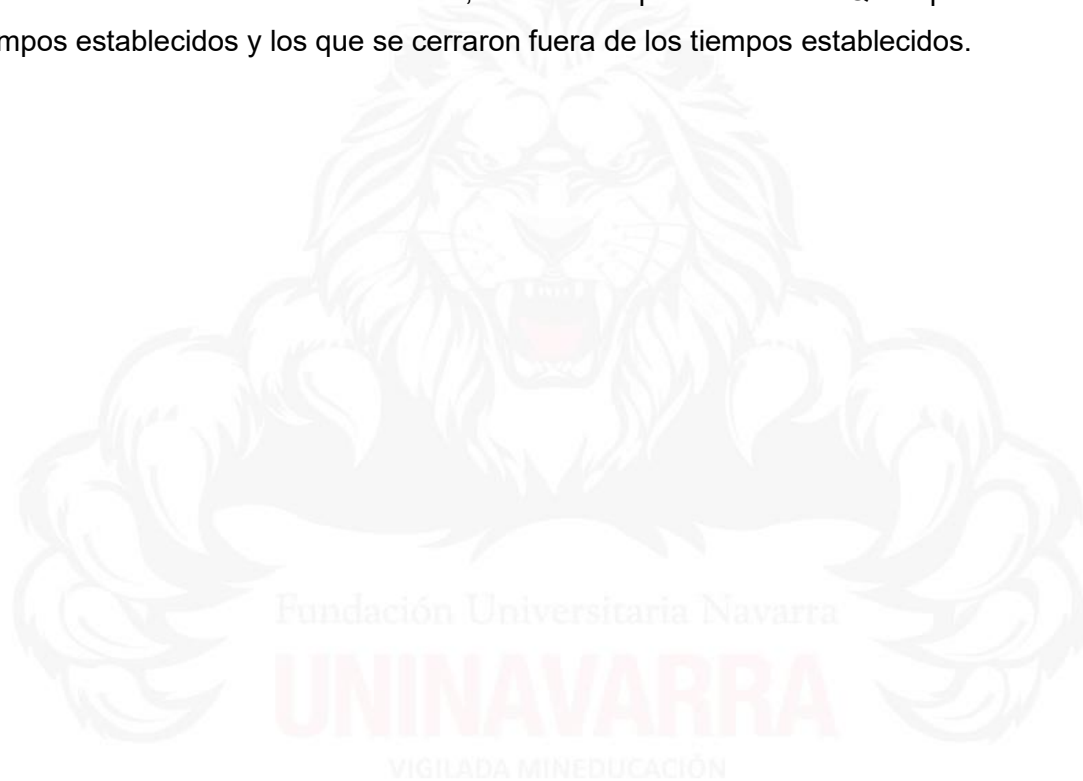 mpos establecidos y los que se cerraron fuera de los tiempos establecidos.
Fundación Universitaria Navarra
UNINAVARRA
VIGILADA MINEDUCACIÓN